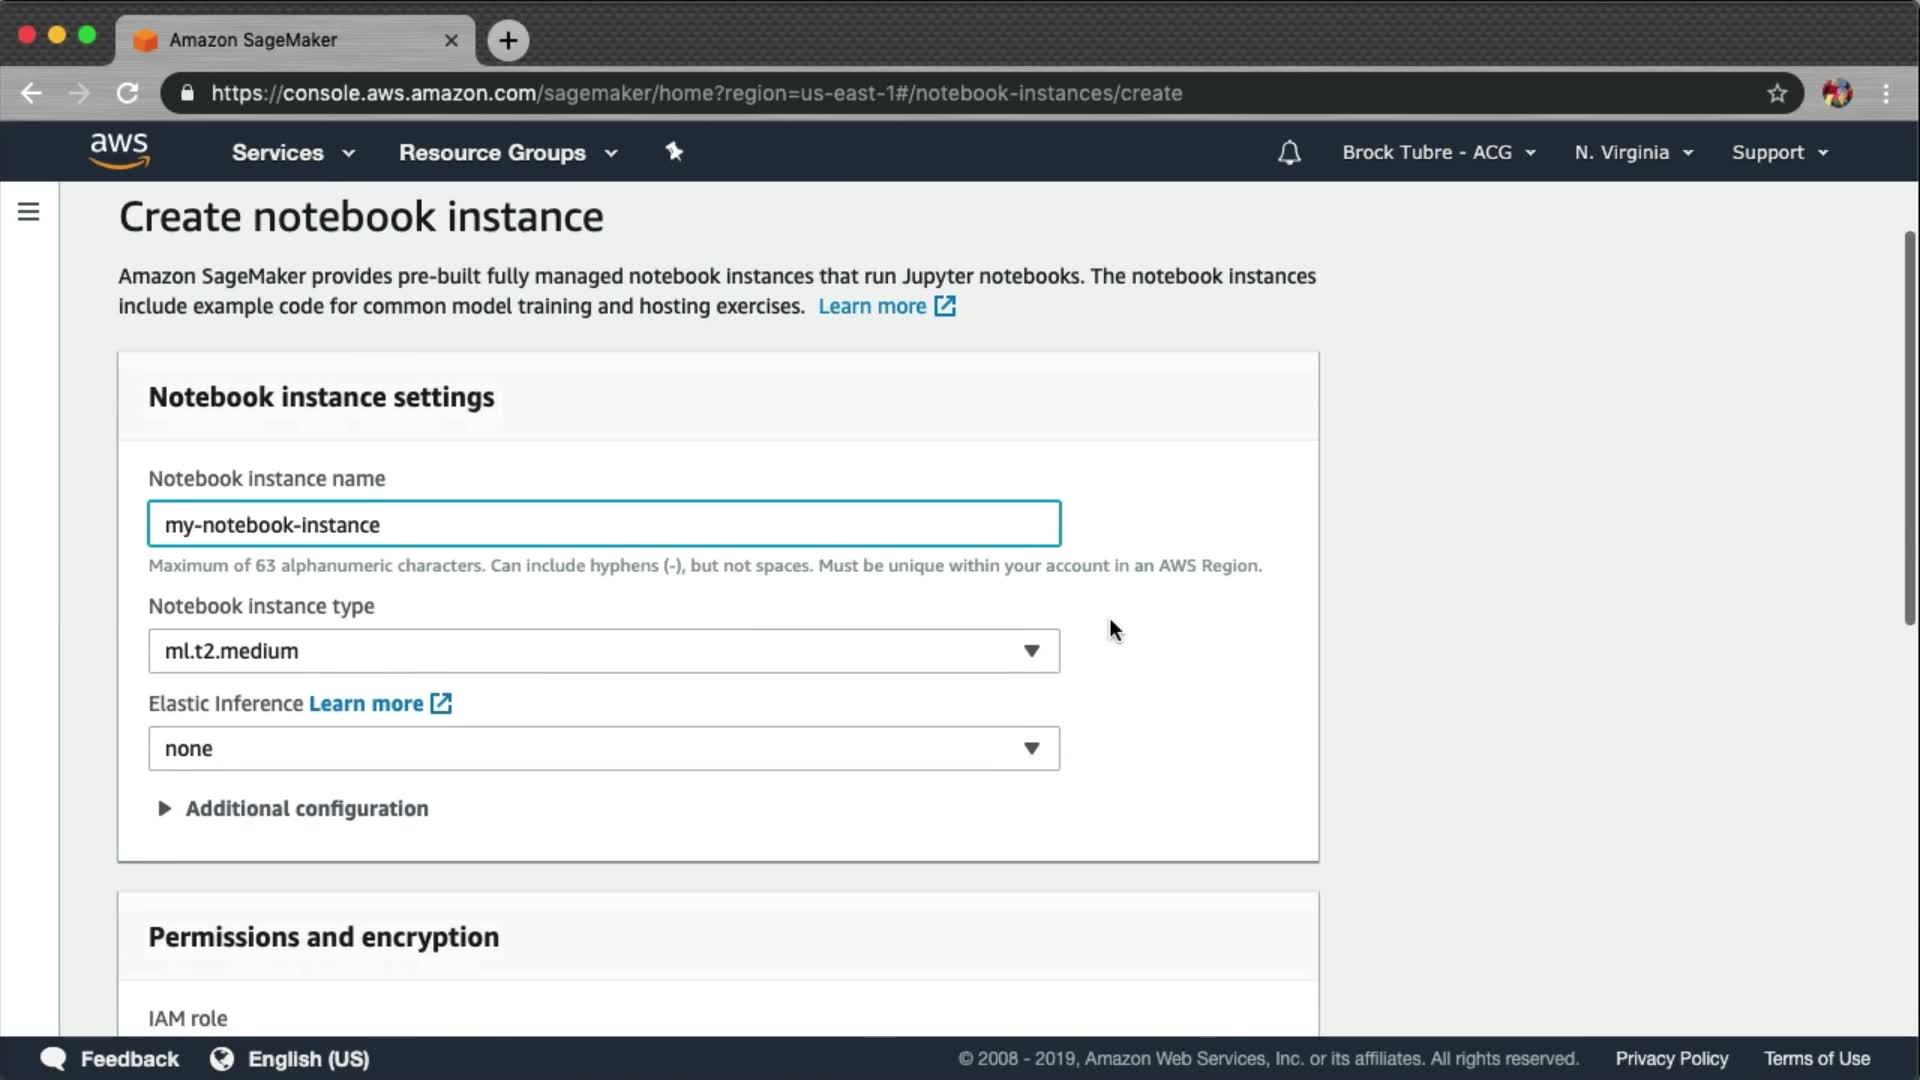 Amazon SageMaker
https://console.aws.amazon.com/sagemaker/home?region=us-east-1#/notebook-instances/create
aws Services Resource Groups Brock Tubre - ACG N. Virginia Support
Create notebook instance
Amazon SageMaker provides pre-built fully managed notebook instances that run Jupyter notebooks. The notebook instances
include example code for common model training and hosting exercises. Learn more
Notebook instance settings
Notebook instance name
my-notebook-instance
Maximum of 63 alphanumeric characters. Can include hyphens (-), but not spaces. Must be unique within your account in an AWS Region.
Notebook instance type
ml.t2.medium
Elastic Inference Learn more
none
Additional configuration
Permissions and encryption
IAM role
Feedback English (US) © 2008 - 2019, Amazon Web Services, Inc. or its affiliates. All rights reserved. Privacy Policy Terms of Use